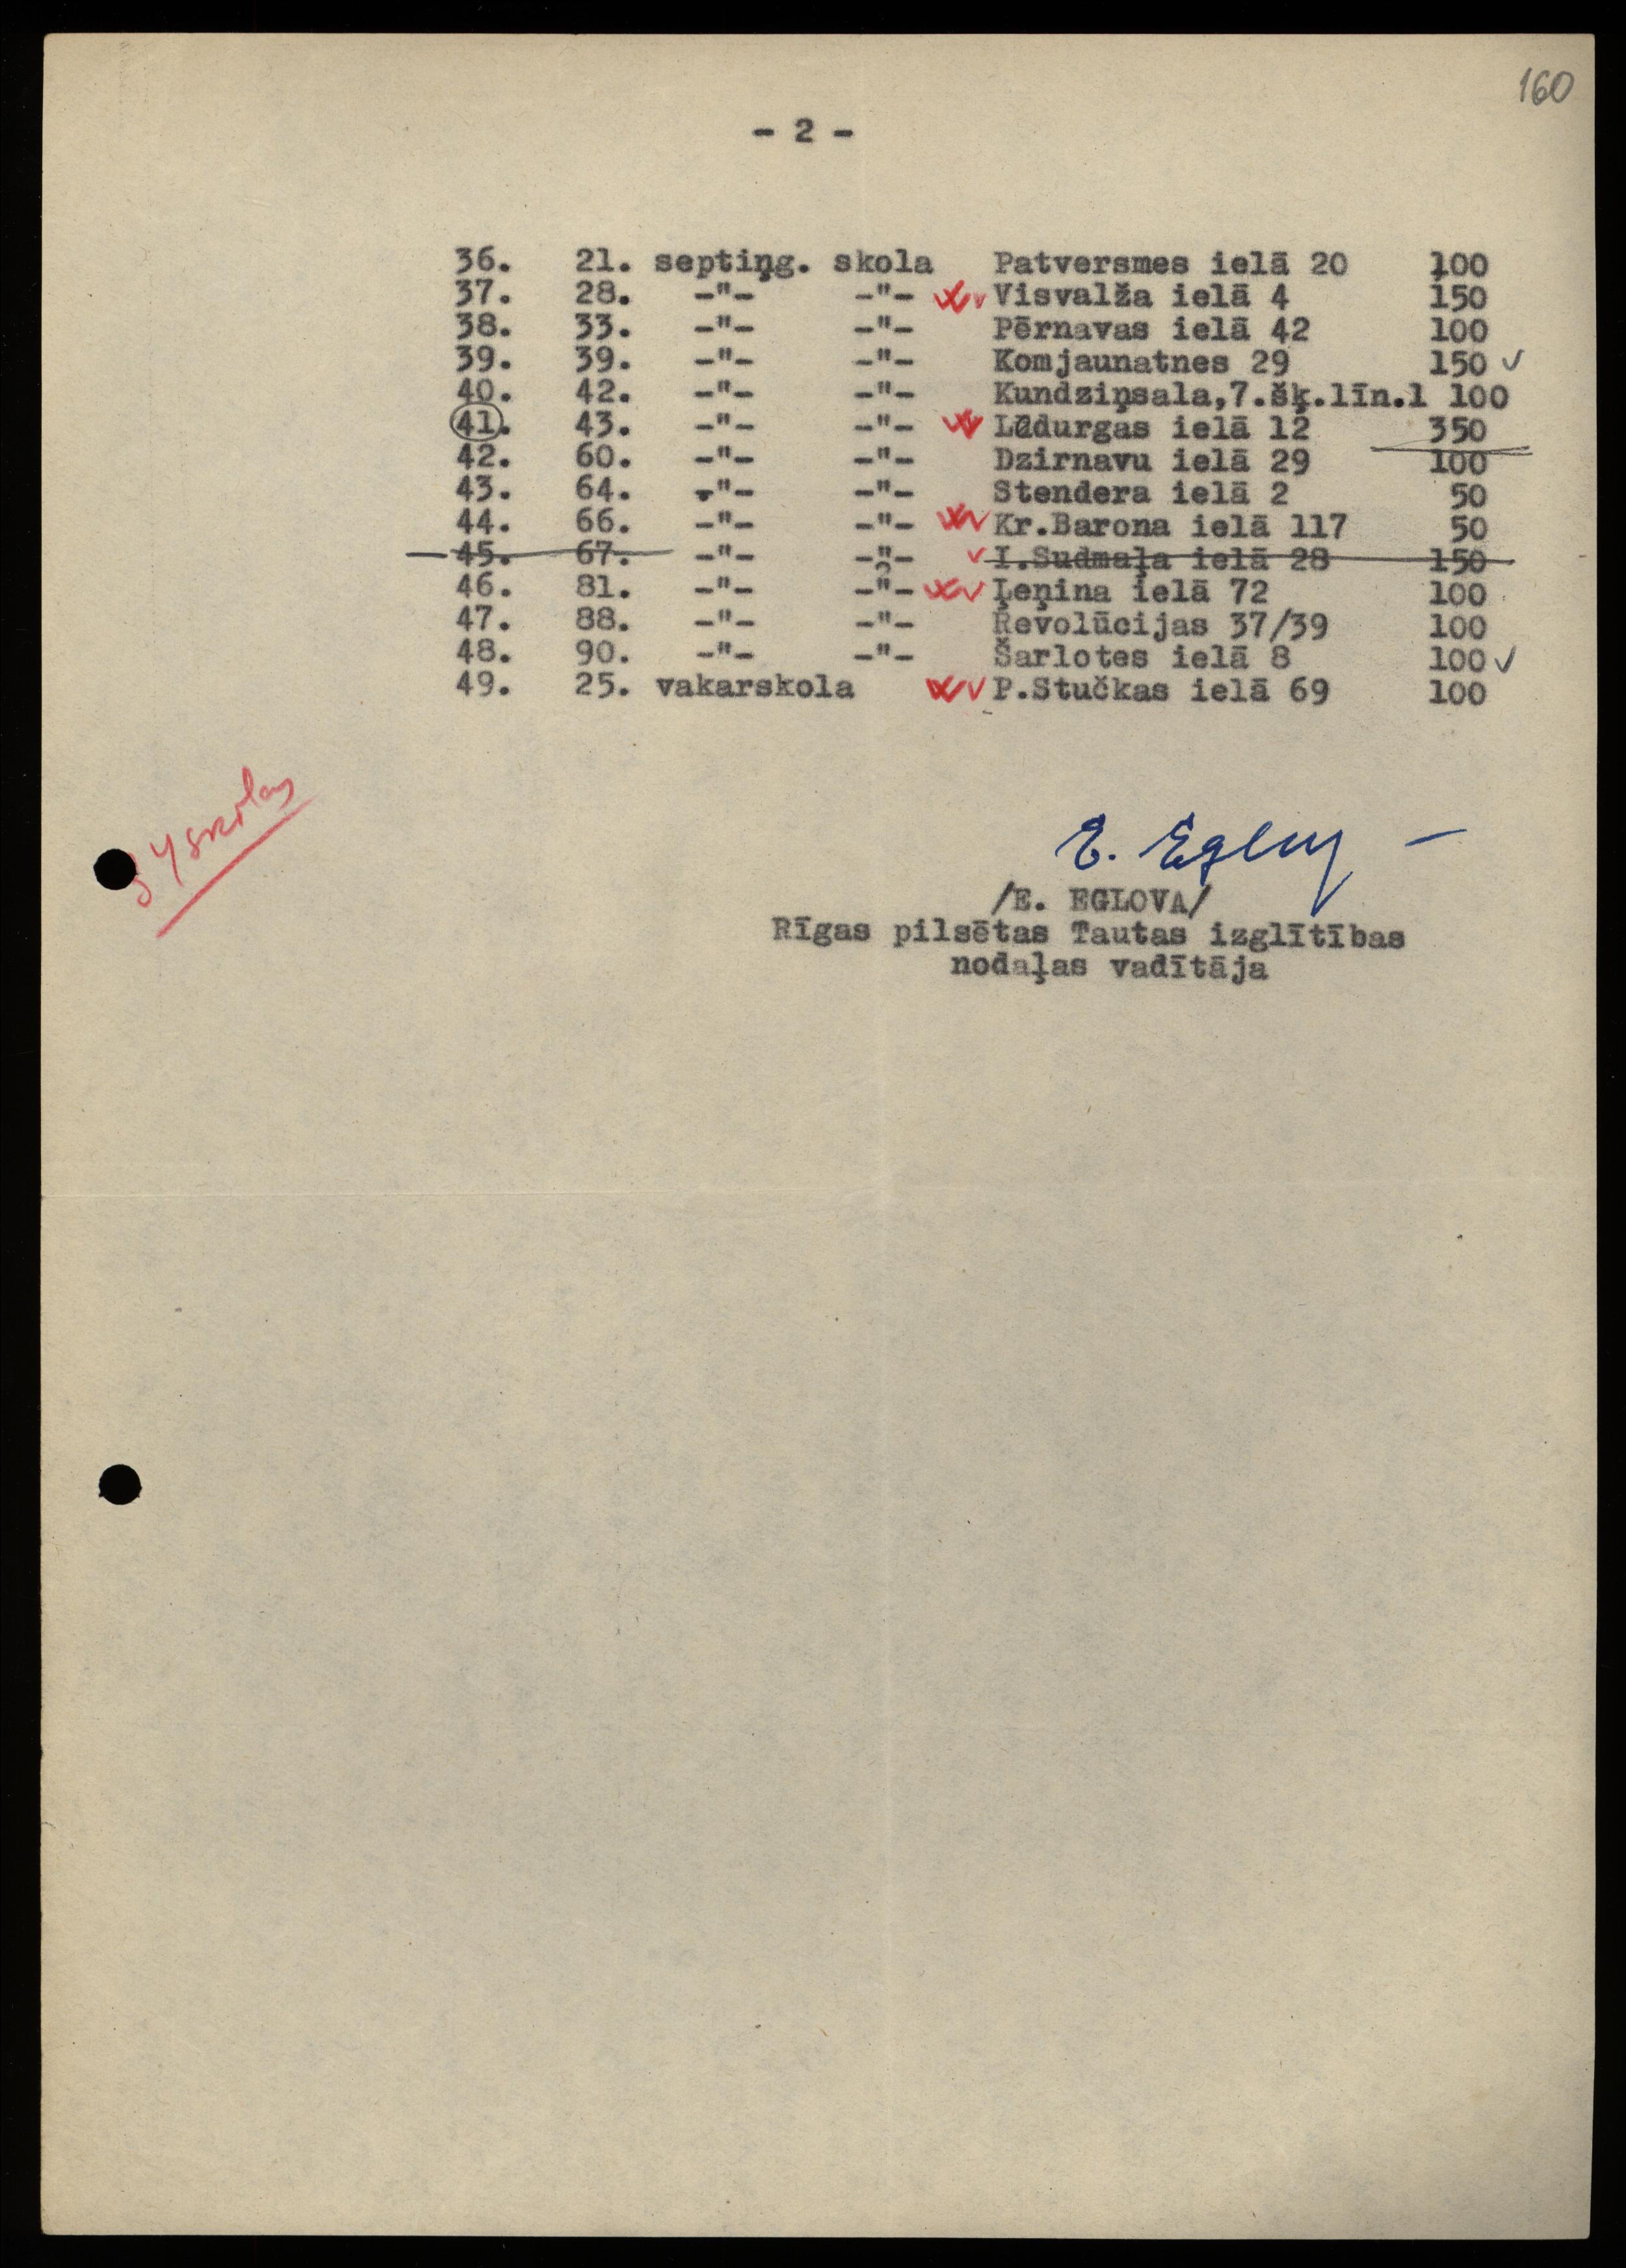 160
- 2 -
36. 21. septiņg. skola Patversmes ielā 20 100
37. 28. -"- -"- Visvalža ielā 4 150
38. 33. -"- -"- Pērnavas ielā 42 100
39. 39. -"- -"- Komjaunatnes 29 150 ✓
40. 42. -"- -"- Kundziņsala,7.šķ.līn.1 100
41. 43. -"- -"- Lēdurgas ielā 12 350
42. 60. -"- -"- Dzirnavu ielā 29 100
43. 64. -"- -"- Stendera ielā 2 50
44. 66. -"- -"- Kr.Barona ielā 117 50
45. 67. -"- -"- I.Sudmaļa ielā 28 150
46. 81. -"- -"- Ļeņina ielā 72 100
47. 88. -"- -"- Revolūcijas 37/39 100
48. 90. -"- -"- Šarlotes ielā 8 100 ✓
49. 25. vakarskola P.Stučkas ielā 69 100
/E. EGLOVA/
Rīgas pilsētas Tautas izglītības
nodaļas vadītāja